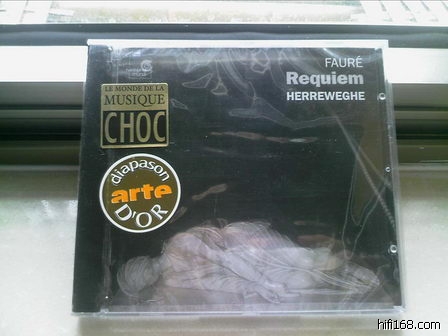 FAURÉ
Requiem
HERREWEGHE
LE MONDE DE LA
MUSIQUE
CHOC
diapason
arte
D'OR
hifi168.com